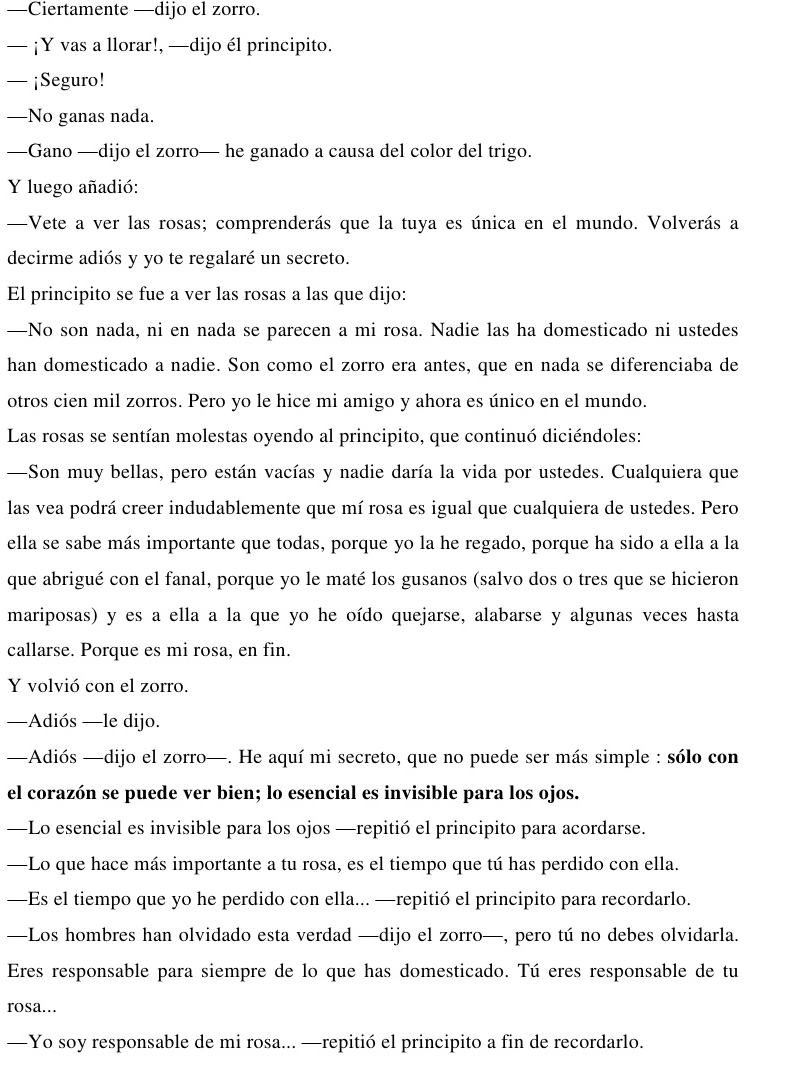 —Ciertamente —dijo el zorro.
— ¡Y vas a llorar!, —dijo él principito.
— ¡Seguro!
—No ganas nada.
—Gano —dijo el zorro— he ganado a causa del color del trigo.
Y luego añadió:
—Vete a ver las rosas; comprenderás que la tuya es única en el mundo. Volverás a
decirme adiós y yo te regalaré un secreto.
El principito se fue a ver las rosas a las que dijo:
—No son nada, ni en nada se parecen a mi rosa. Nadie las ha domesticado ni ustedes
han domesticado a nadie. Son como el zorro era antes, que en nada se diferenciaba de
otros cien mil zorros. Pero yo le hice mi amigo y ahora es único en el mundo.
Las rosas se sentían molestas oyendo al principito, que continuó diciéndoles:
—Son muy bellas, pero están vacías y nadie daría la vida por ustedes. Cualquiera que
las vea podrá creer indudablemente que mí rosa es igual que cualquiera de ustedes. Pero
ella se sabe más importante que todas, porque yo la he regado, porque ha sido a ella a la
que abrigué con el fanal, porque yo le maté los gusanos (salvo dos o tres que se hicieron
mariposas) y es a ella a la que yo he oído quejarse, alabarse y algunas veces hasta
callarse. Porque es mi rosa, en fin.
Y volvió con el zorro.
—Adiós —le dijo.
—Adiós —dijo el zorro—. He aquí mi secreto, que no puede ser más simple : sólo con
el corazón se puede ver bien; lo esencial es invisible para los ojos.
—Lo esencial es invisible para los ojos —repitió el principito para acordarse.
—Lo que hace más importante a tu rosa, es el tiempo que tú has perdido con ella.
—Es el tiempo que yo he perdido con ella... —repitió el principito para recordarlo.
—Los hombres han olvidado esta verdad —dijo el zorro—, pero tú no debes olvidarla.
Eres responsable para siempre de lo que has domesticado. Tú eres responsable de tu
rosa...
—Yo soy responsable de mi rosa... —repitió el principito a fin de recordarlo.